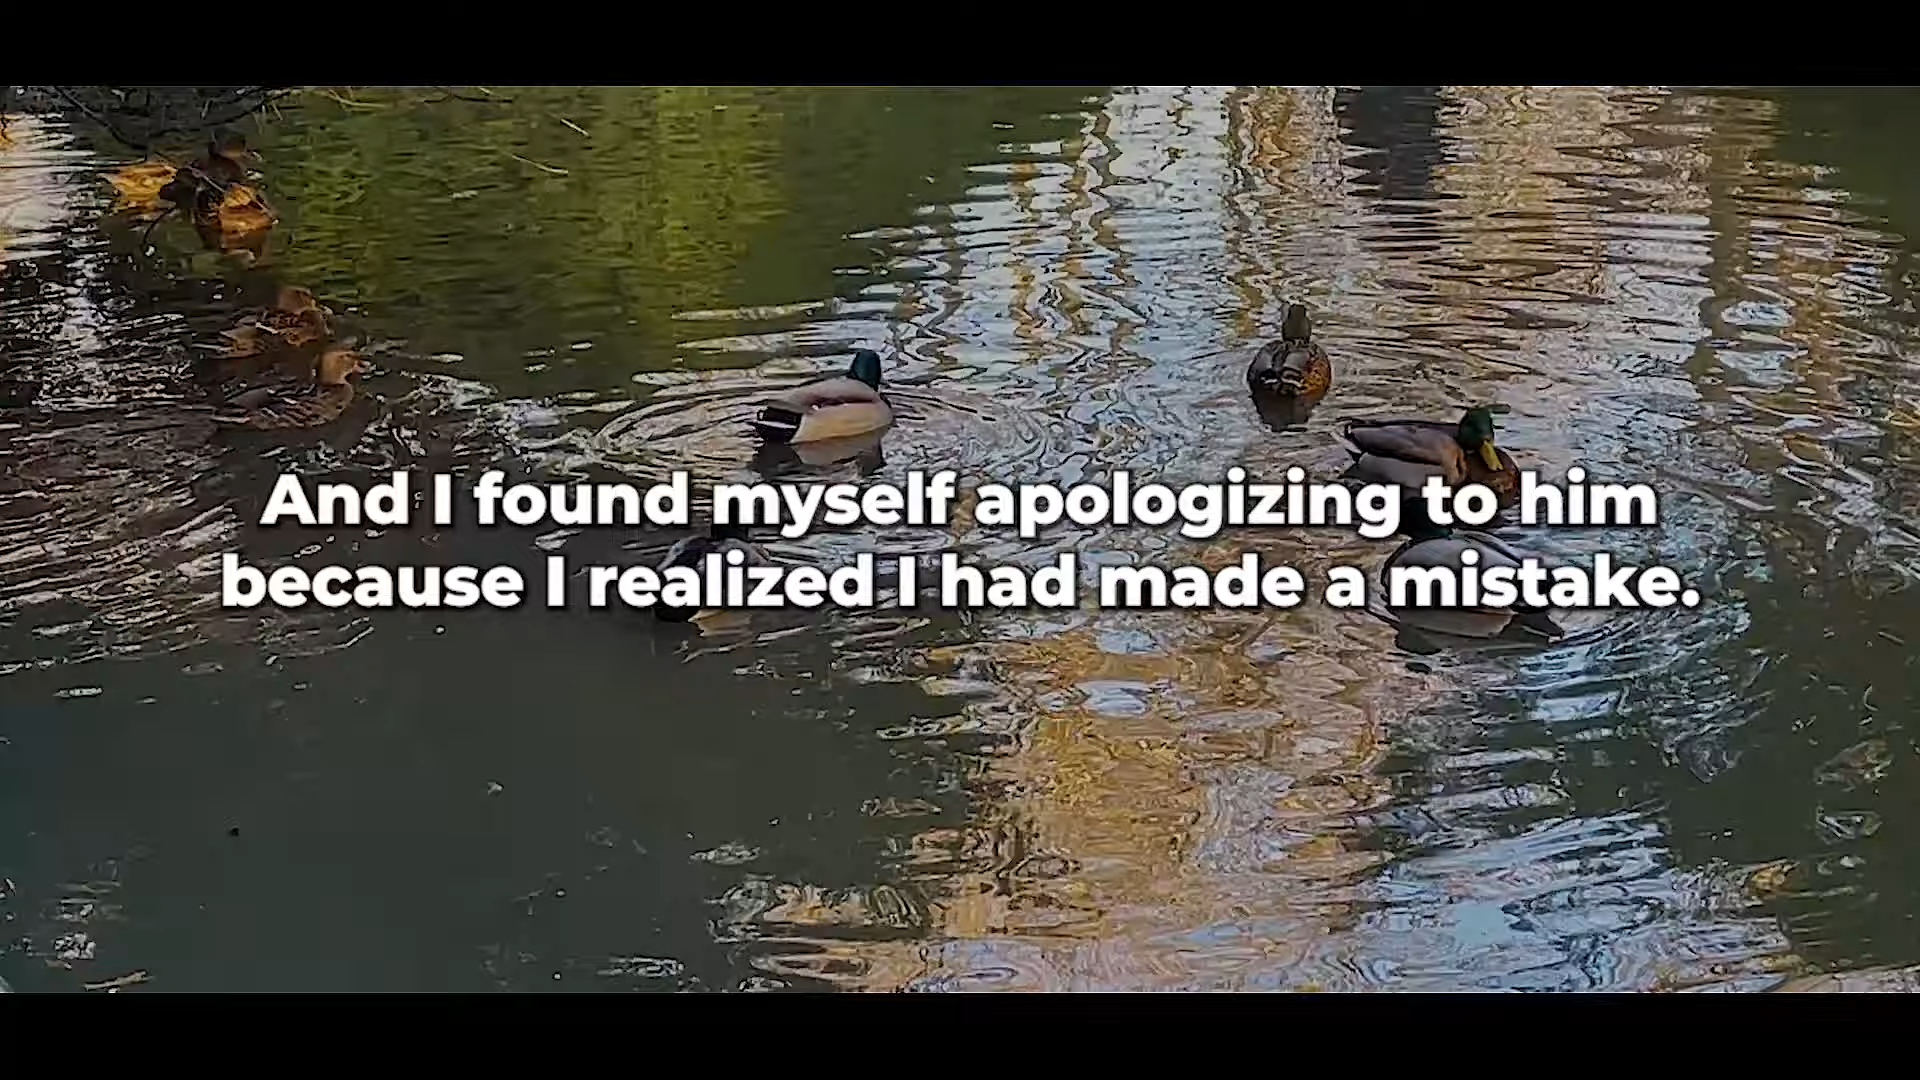 And I found myself apologizing to him
because I realized I had made a mistake.